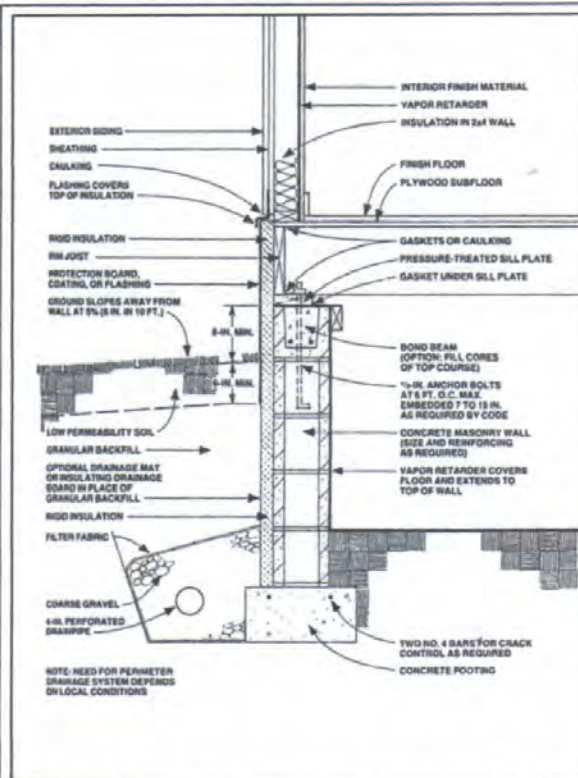 EXTERIOR SIDING
SHEATHING
CAULKING
FLASHING COVERS
TOP OF INSULATION
RIGID INSULATION
RIM JOIST
PROTECTION BOARD,
COATING, OR FLASHING
GROUND SLOPES AWAY FROM
WALL AT 5% (6 IN. IN 10 FT.)
8-IN. MIN.
4-IN. MIN.
LOW PERMEABILITY SOIL
GRANULAR BACKFILL
OPTIONAL DRAINAGE MAT
OR INSULATING DRAINAGE
BOARD IN PLACE OF
GRANULAR BACKFILL
RIGID INSULATION
FILTER FABRIC
COARSE GRAVEL
4-IN. PERFORATED
DRAINPIPE
NOTE: NEED FOR PERIMETER
DRAINAGE SYSTEM DEPENDS
ON LOCAL CONDITIONS
INTERIOR FINISH MATERIAL
VAPOR RETARDER
INSULATION IN 2x4 WALL
FINISH FLOOR
PLYWOOD SUBFLOOR
GASKETS OR CAULKING
PRESSURE-TREATED SILL PLATE
GASKET UNDER SILL PLATE
BOND BEAM
(OPTION: FILL CORES
OF TOP COURSE)
ANCHOR BOLTS
AT 6 FT. O.C. MAX.
EMBEDDED 7 TO 15 IN.
AS REQUIRED BY CODE
CONCRETE MASONRY WALL
(SIZE AND REINFORCING
AS REQUIRED)
VAPOR RETARDER COVERS
FLOOR AND EXTENDS TO
TOP OF WALL
TWO NO. 4 BARS FOR CRACK
CONTROL AS REQUIRED
CONCRETE FOOTING